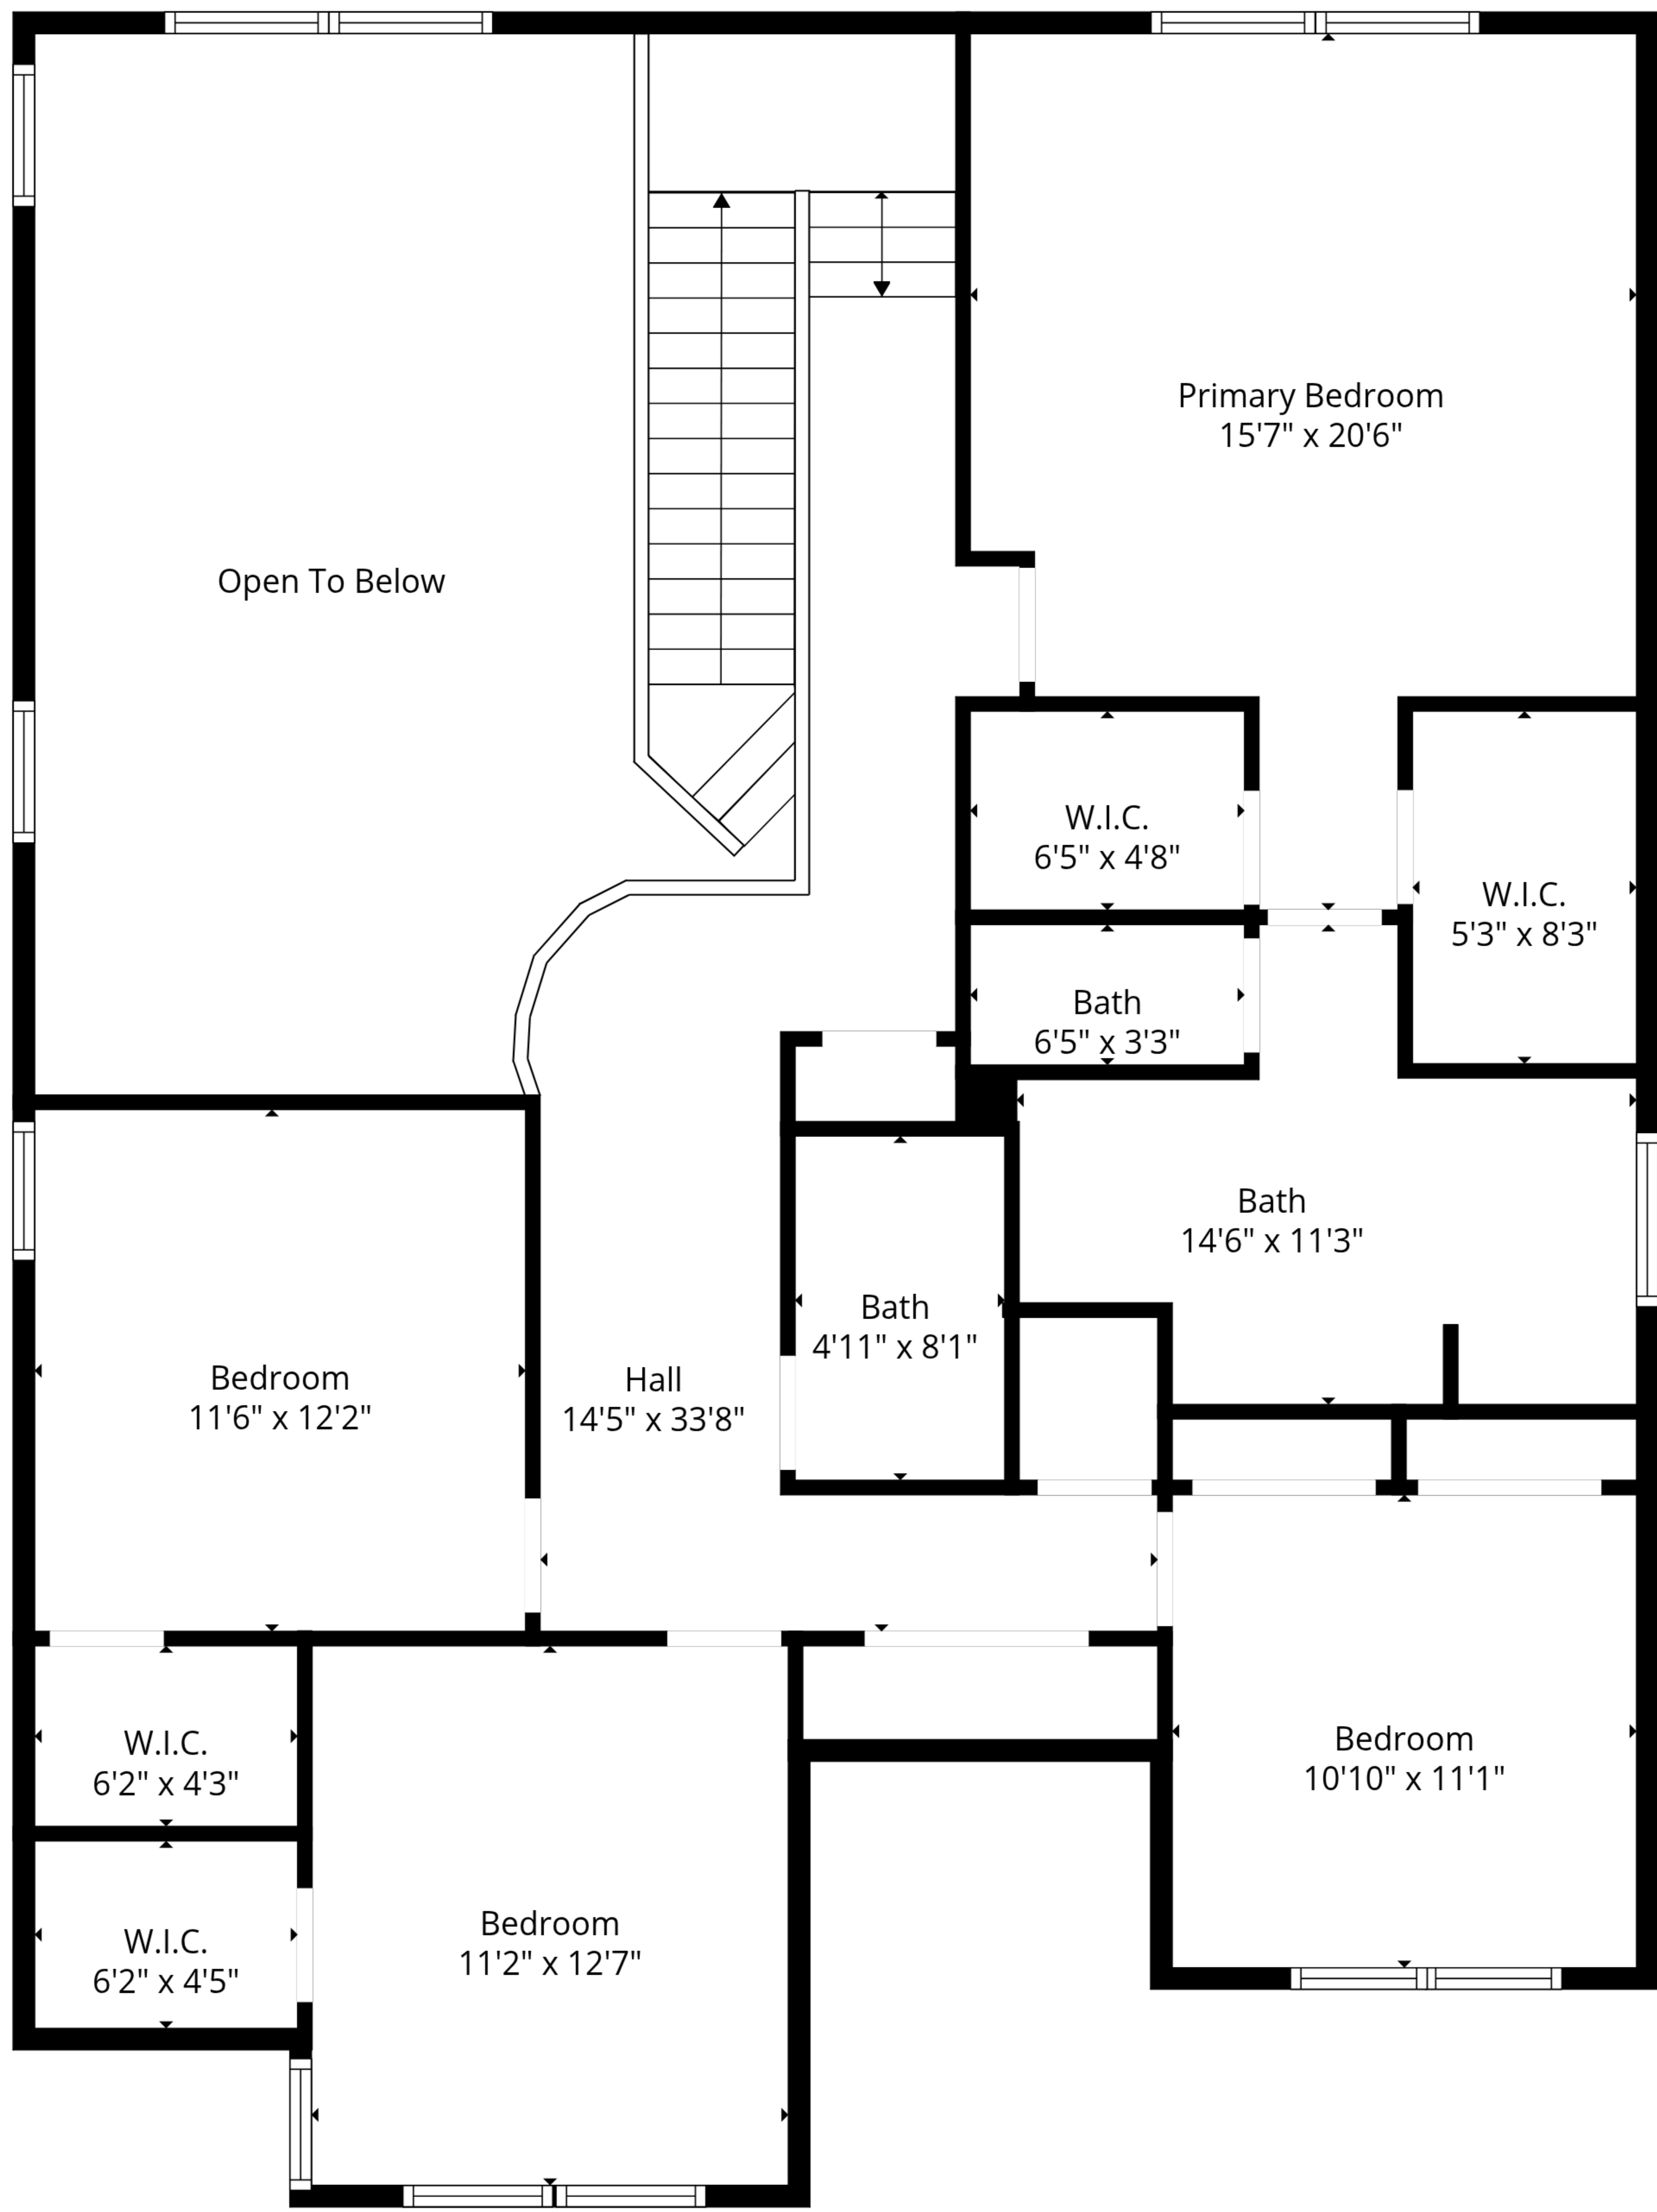 Primary Bedroom
15'7" x 20'6"
Open To Below
W.I.C.
6'5" x 4'8"
W.I.C.
5'3" x 8'3"
Bath
6'5" x 3'3"
Bath
14'6" x 11'3"
Bath
4'11" x 8'1"
Bedroom
11'6" x 12'2"
Hall
14'5" x 33'8"
W.I.C.
6'2" x 4'3"
Bedroom
10'10" x 11'1"
Bedroom
11'2" x 12'7"
W.I.C.
6'2" x 4'5"